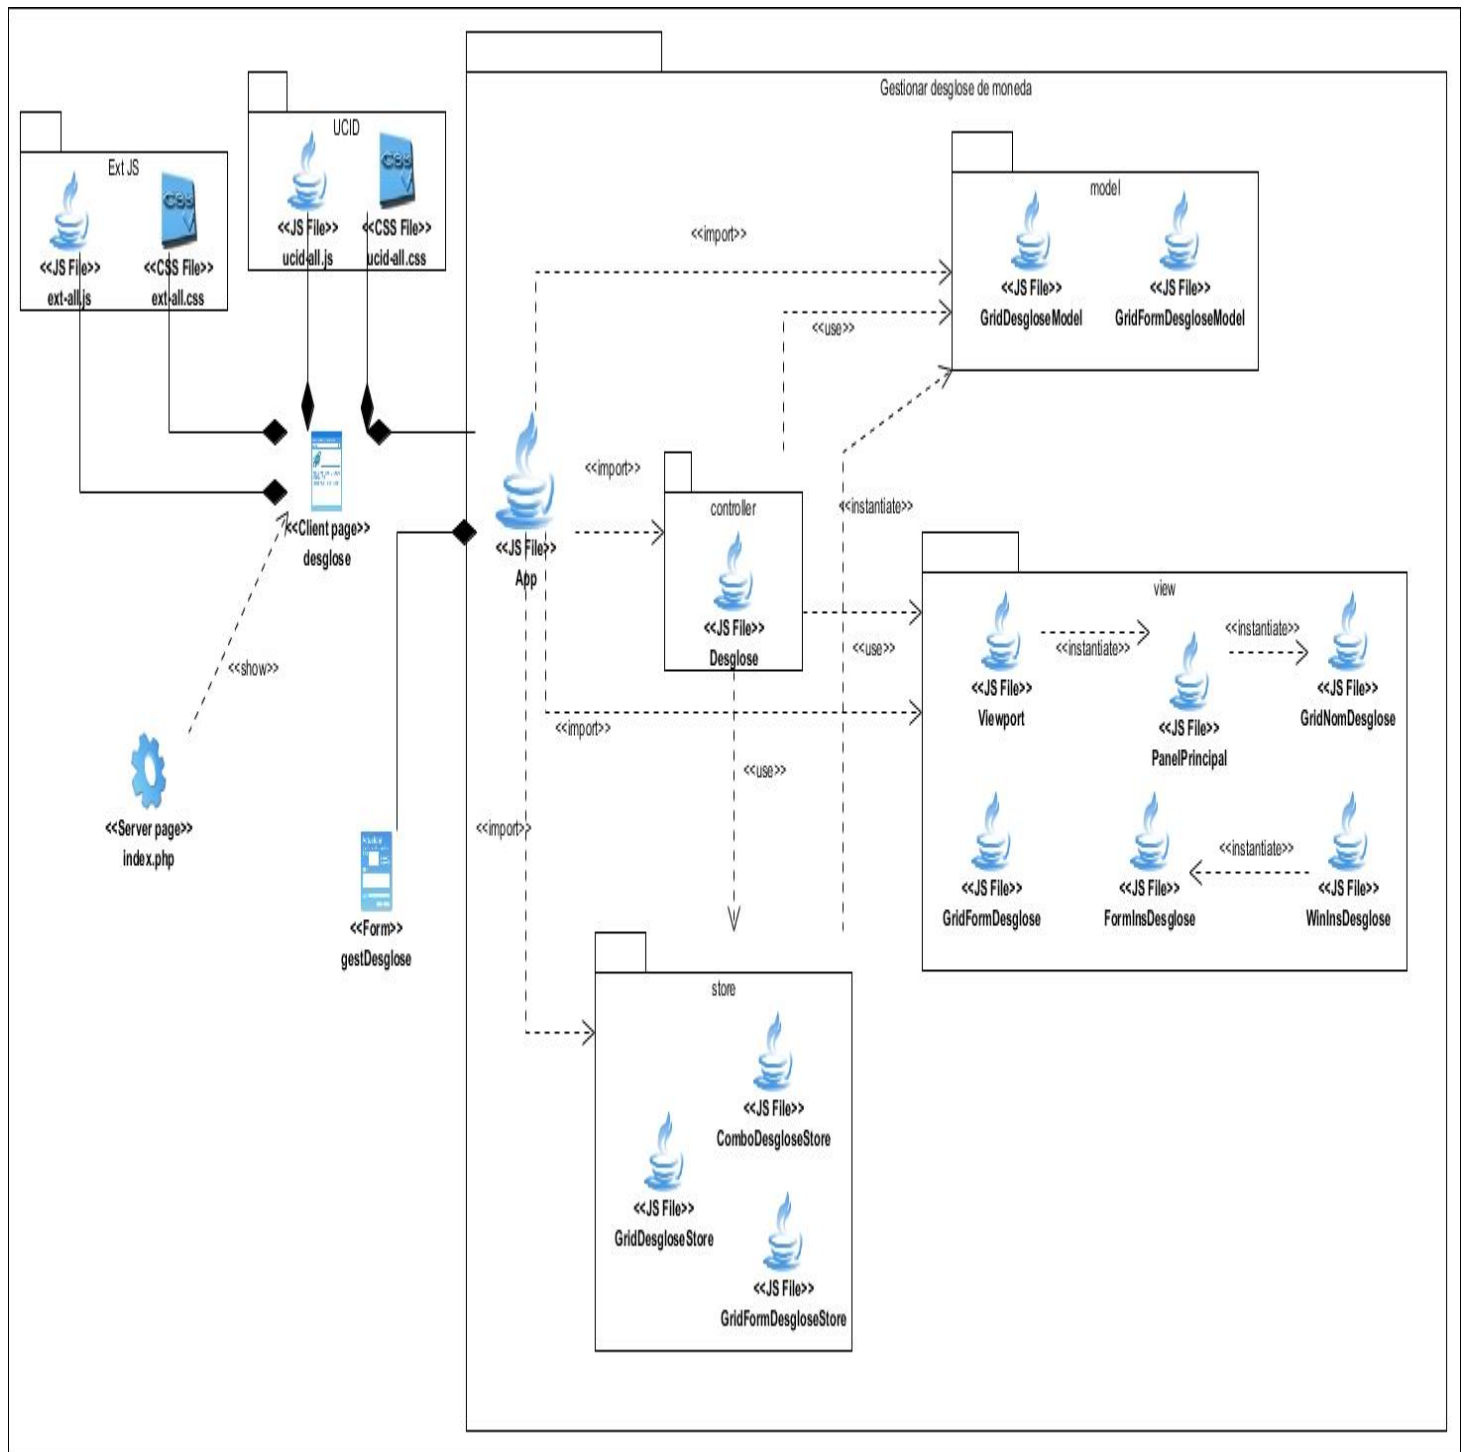 Gestionar desglose de moneda
UCID
<<JS File>>
ucid-all.js
<<CSS File>>
ucid-all.css
Ext JS
<<JS File>>
ext-all.js
<<CSS File>>
ext-all.css
model
<<JS File>>
GridDesgloseModel
<<JS File>>
GridFormDesgloseModel
<<import>>
<<use>>
<<import>>
<<instantiate>>
<<Client page>>
desglose
<<JS File>>
App
controller
<<JS File>>
Desglose
<<use>>
<<show>>
<<import>>
<<use>>
<<import>>
view
<<JS File>>
Viewport
<<instantiate>>
<<JS File>>
PanelPrincipal
<<instantiate>>
<<JS File>>
GridNomDesglose
<<JS File>>
GridFormDesglose
<<JS File>>
FormInsDesglose
<<instantiate>>
<<JS File>>
WinInsDesglose
<<Server page>>
index.php
<<Form>>
gestDesglose
store
<<JS File>>
ComboDesgloseStore
<<JS File>>
GridDesgloseStore
<<JS File>>
GridFormDesgloseStore